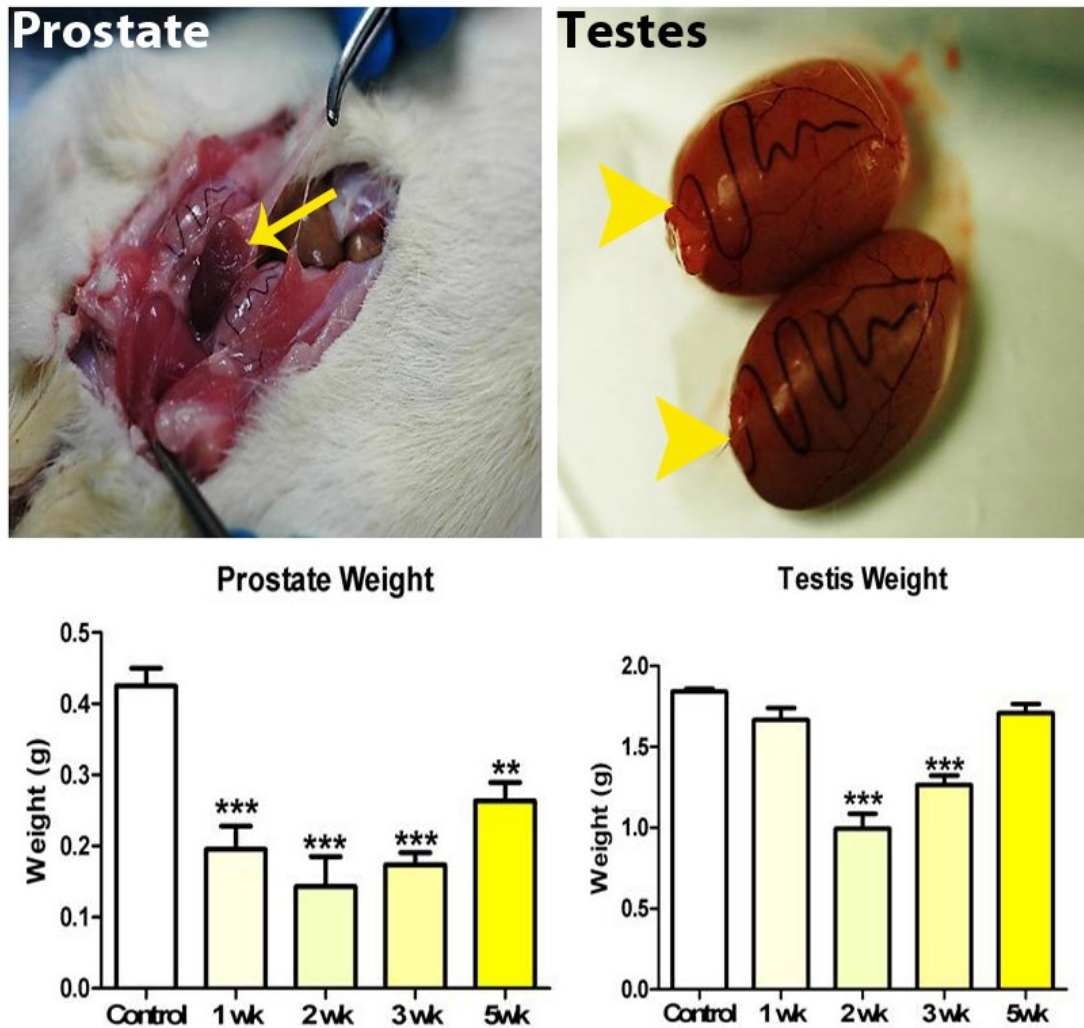 Prostate
Testes
Prostate Weight
Weight (g)
0.5
0.4
0.3
0.2
0.1
0.0
***
***
***
**
Control
1 wk
2 wk
3 wk
5wk
Testis Weight
Weight (g)
2.0
1.5
1.0
0.5
0.0
***
***
Control
1 wk
2 wk
3 wk
5wk